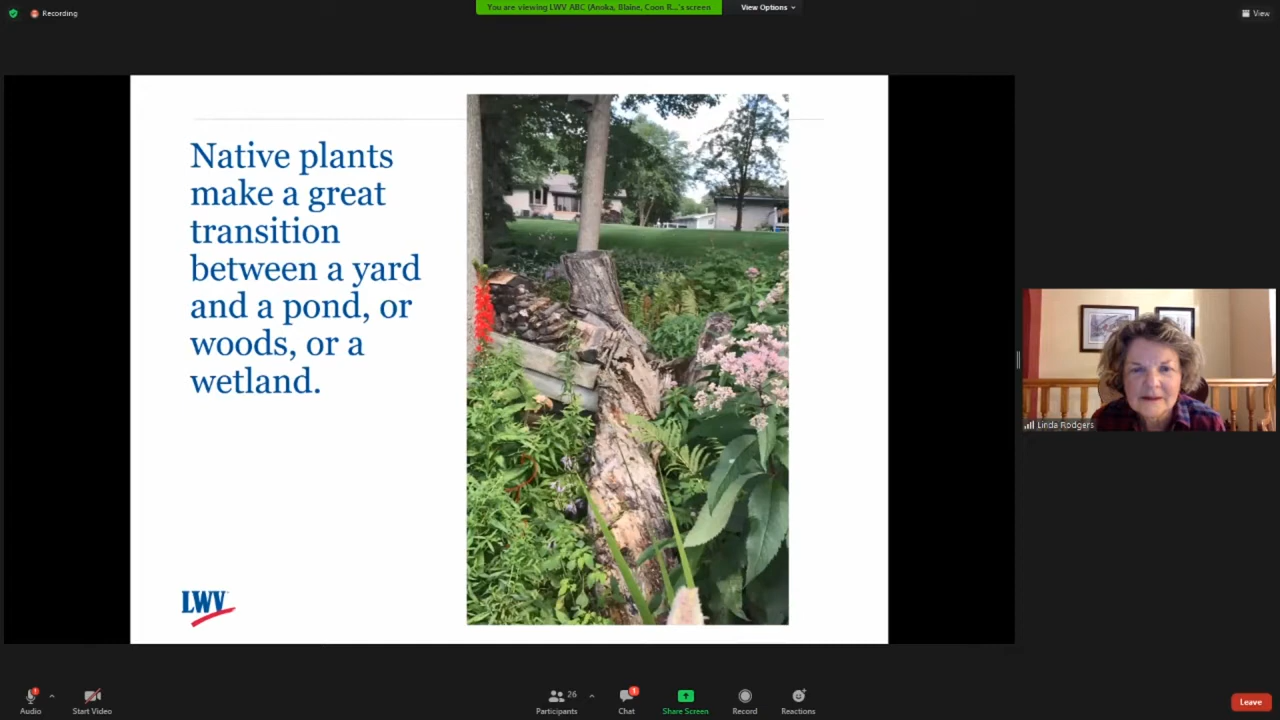 Recording
You are viewing LWV ABC (Anoka, Blaine, Coon R...'s screen
View Options
View
Native plants
make a great
transition
between a yard
and a pond, or
woods, or a
wetland.
LWV
Linda Rodgers
Audio
Start Video
26
Participants
1
Chat
Share Screen
Record
Reactions
Leave